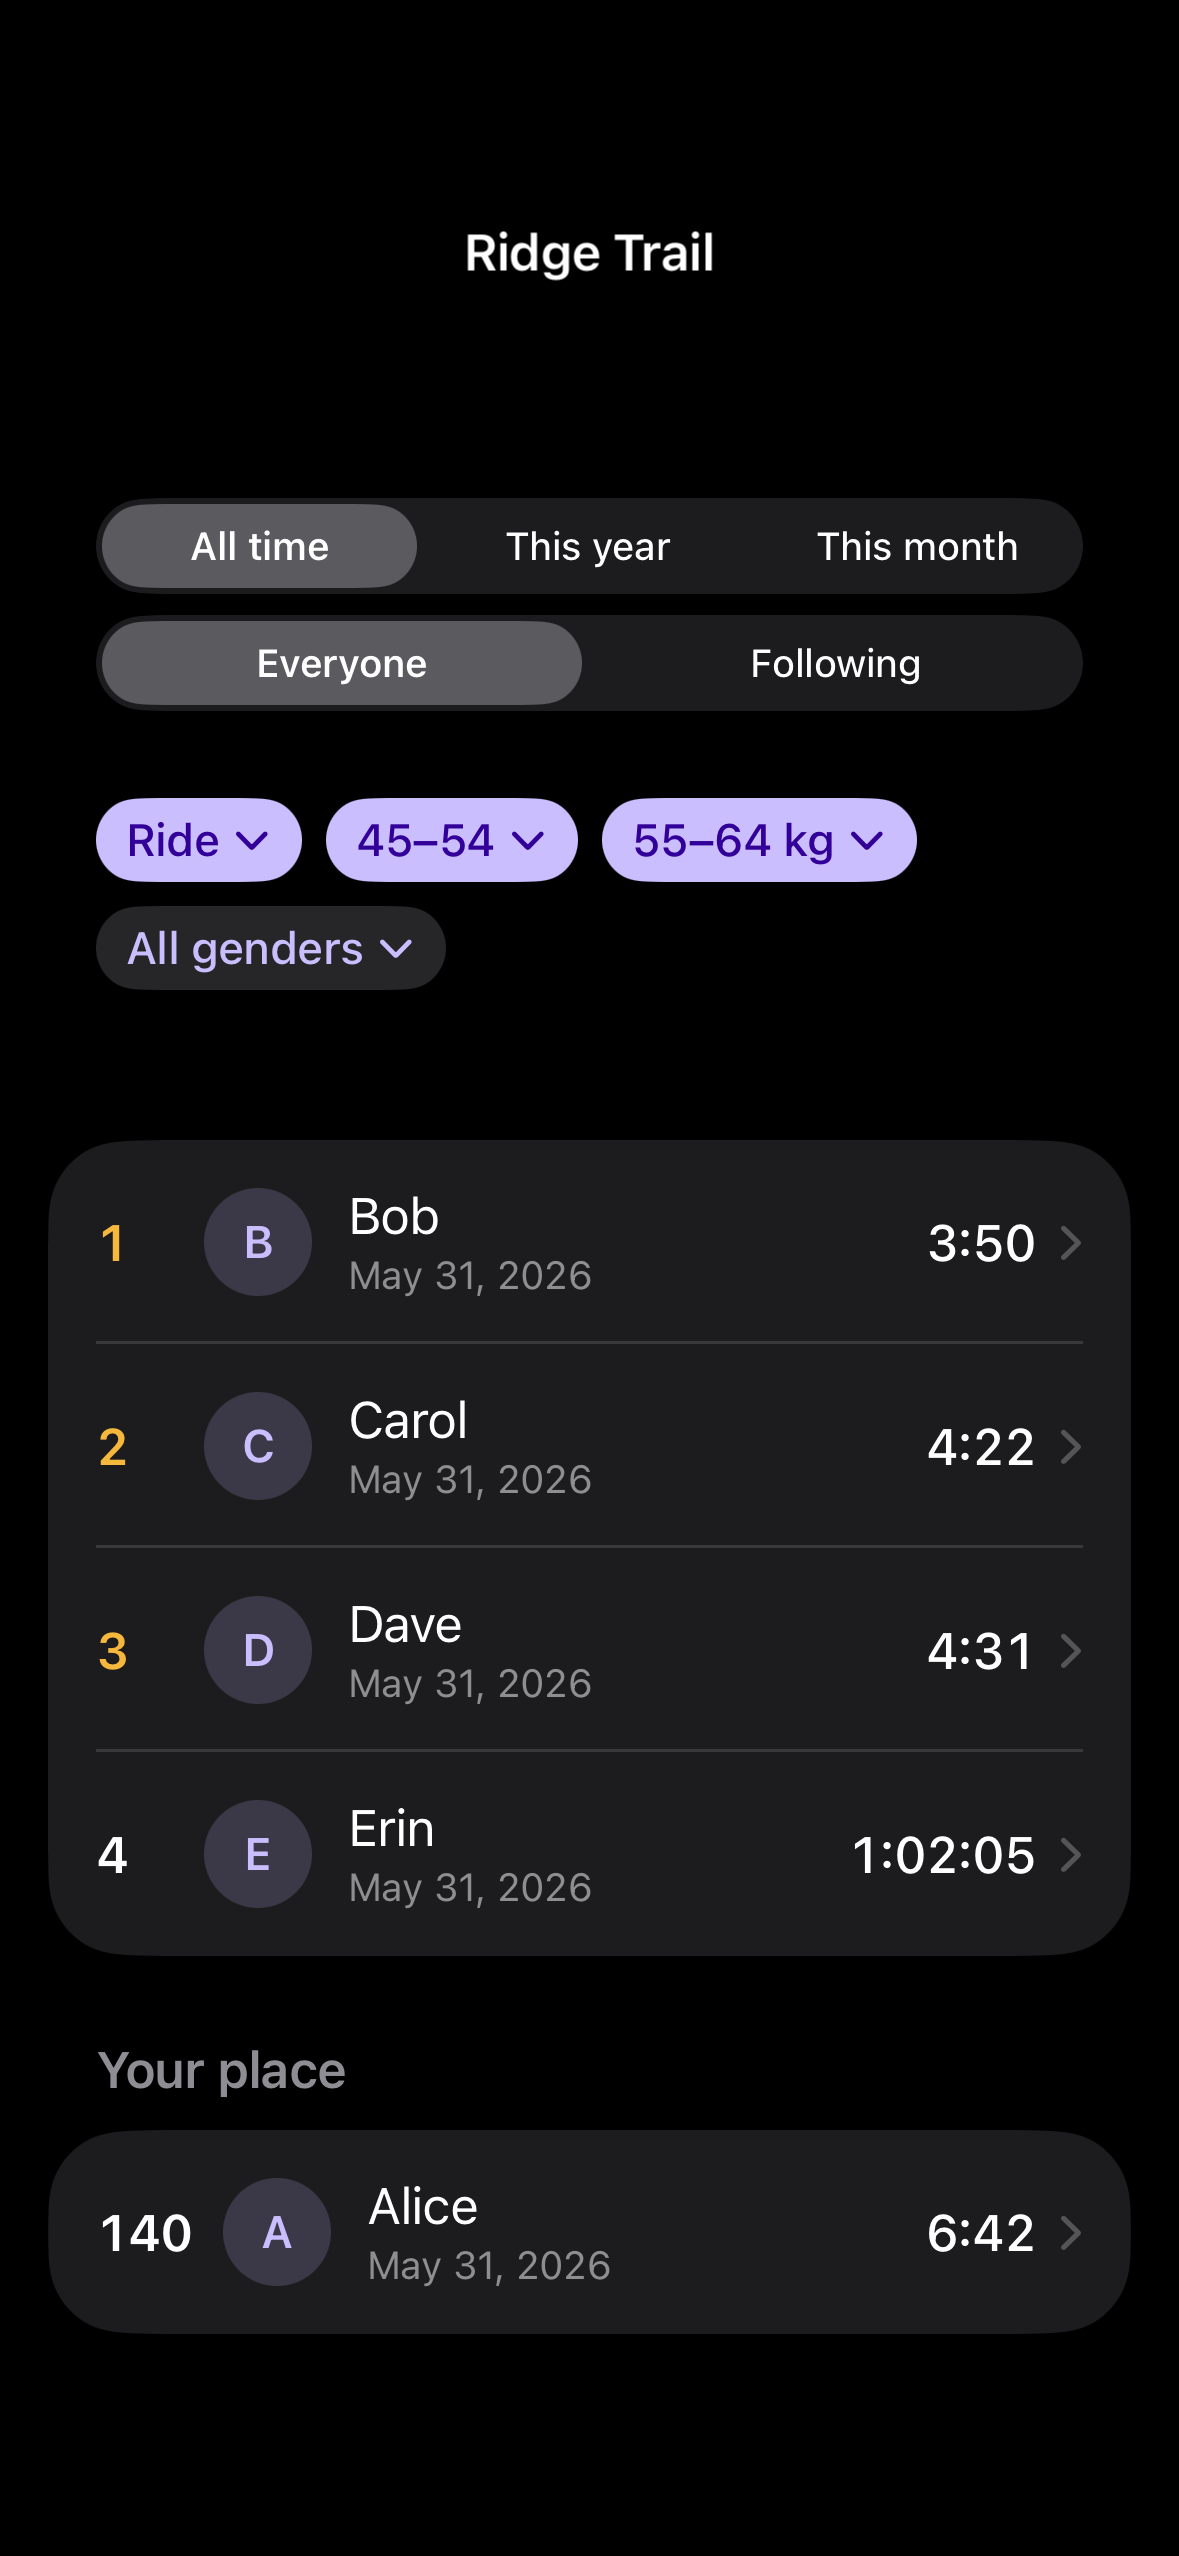 Ridge Trail
All time This year This month
Everyone Following
Ride 45–54 55–64 kg
All genders
1 B Bob 3:50
May 31, 2026
2 C Carol 4:22
May 31, 2026
3 D Dave 4:31
May 31, 2026
4 E Erin 1:02:05
May 31, 2026
Your place
140 A Alice 6:42
May 31, 2026